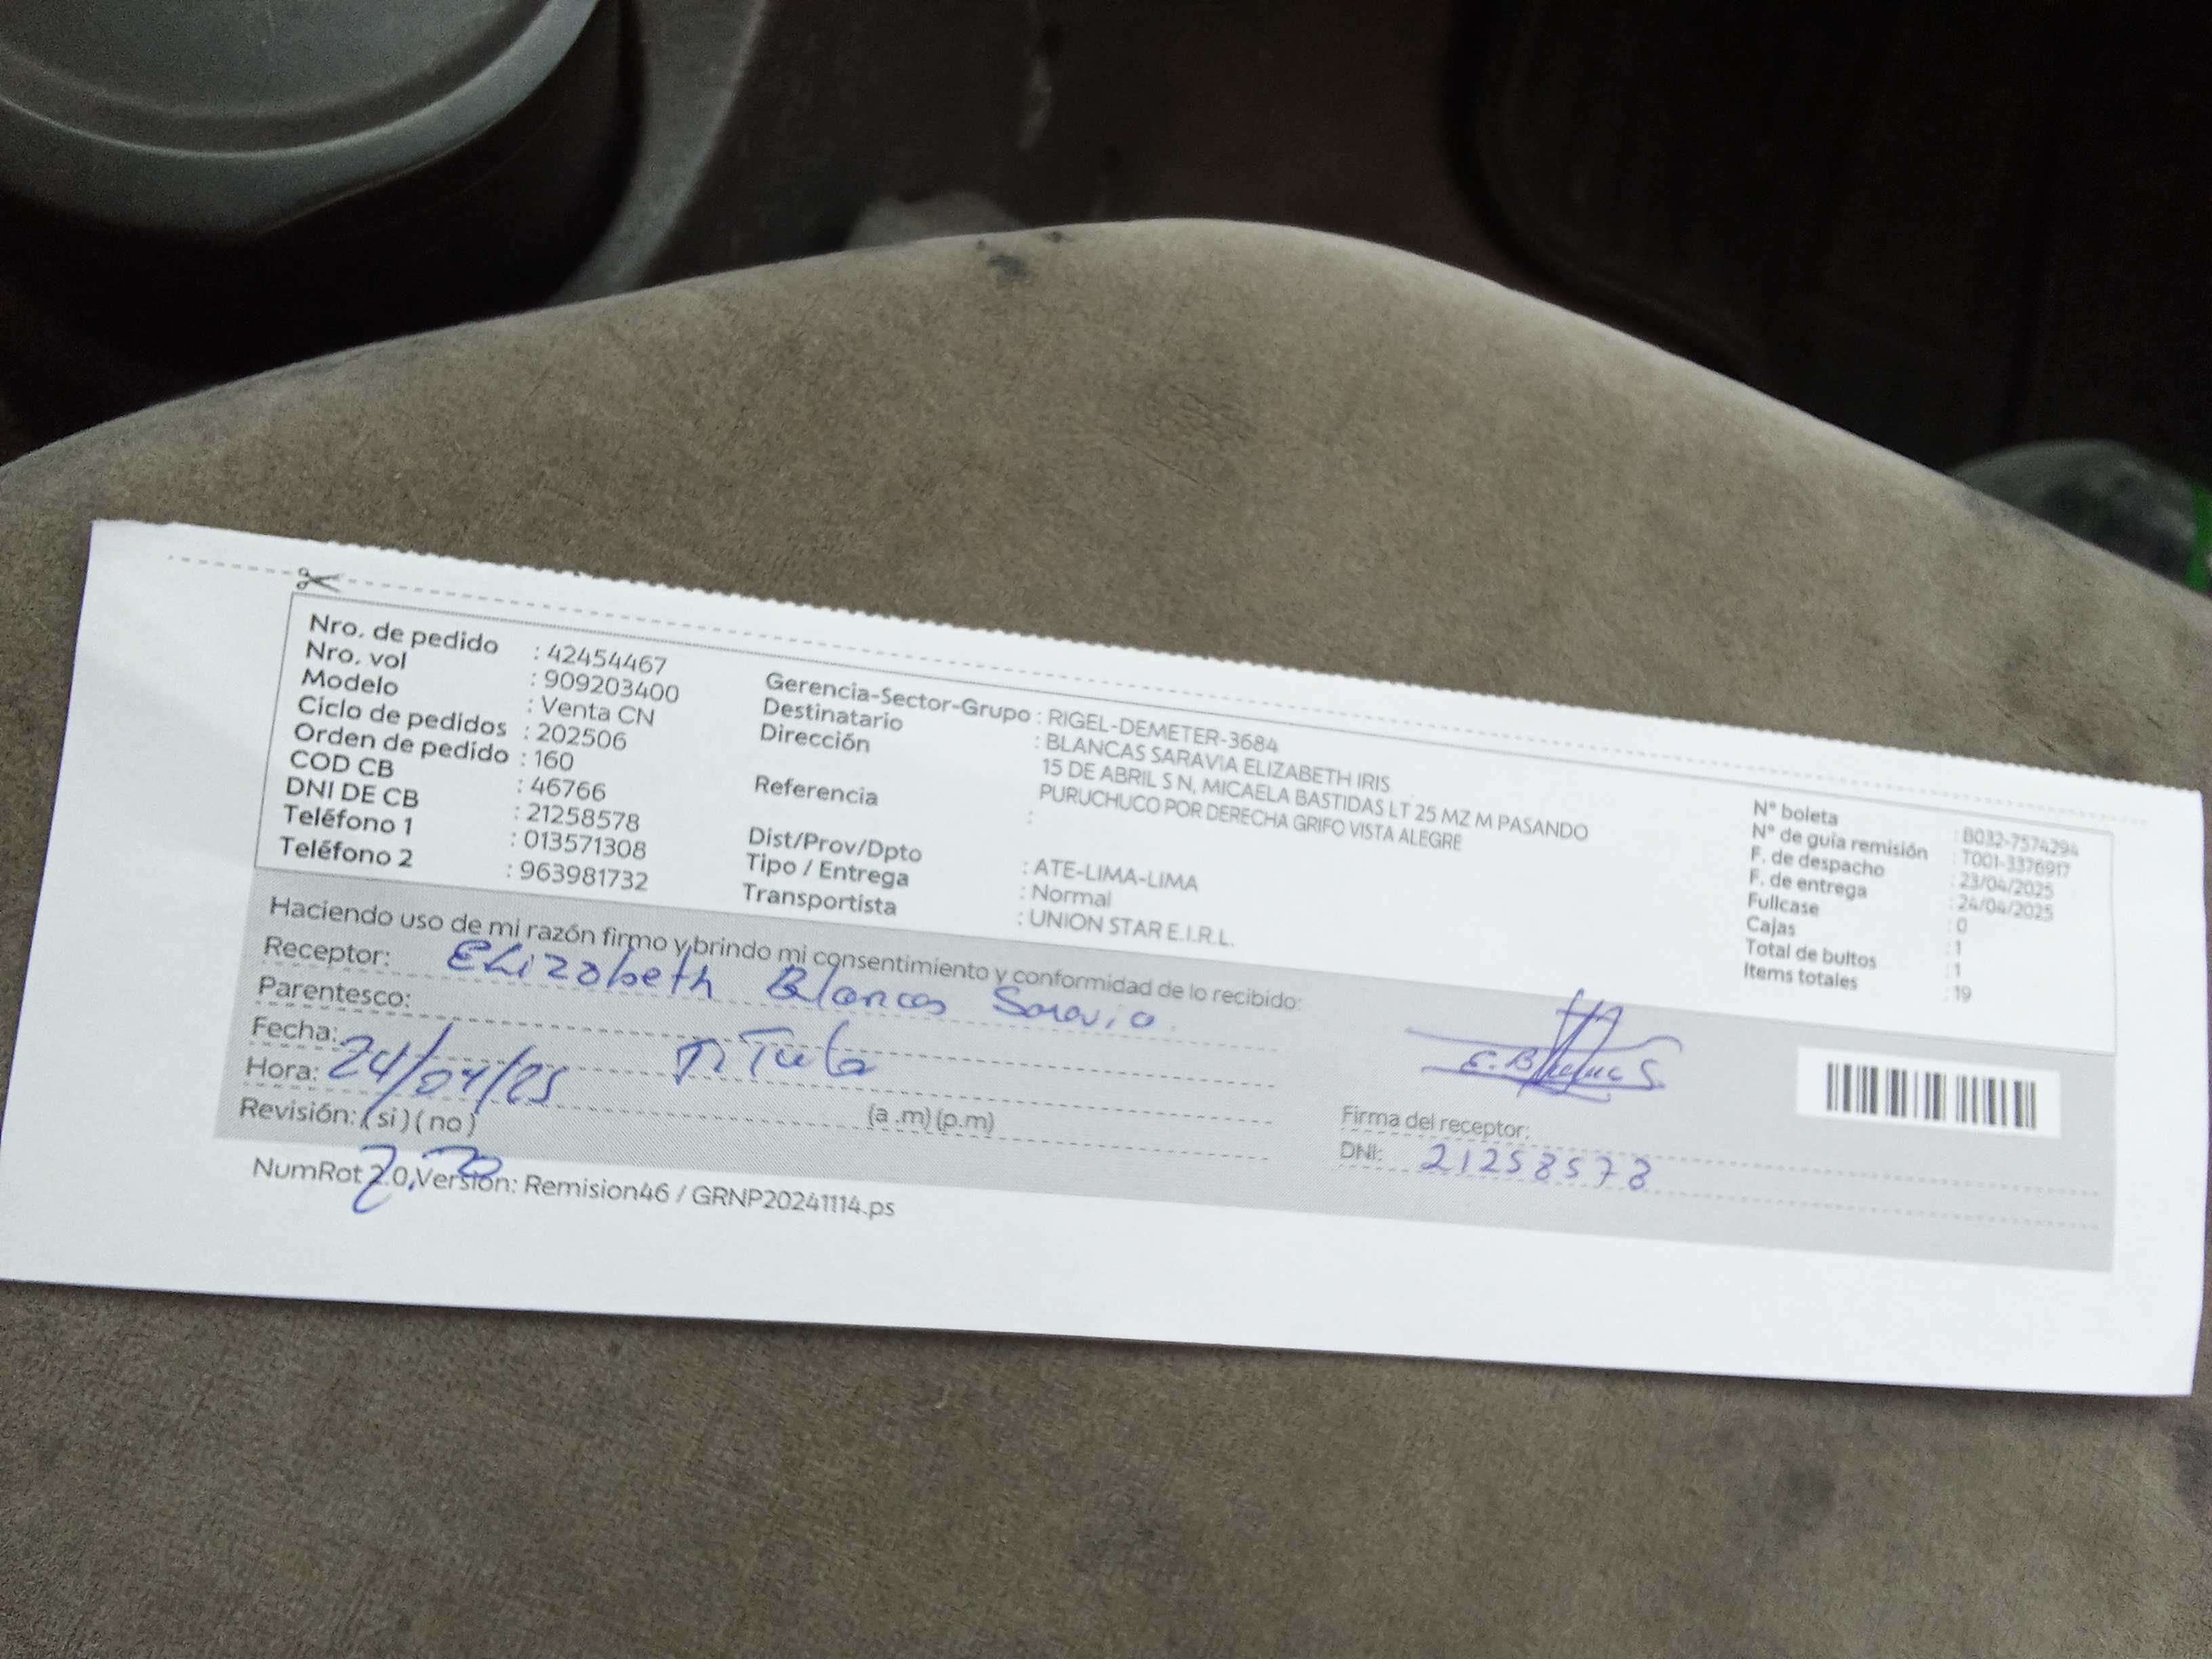 Nro. de pedido : 42454467
Nro. vol : 909203400
Modelo : Venta CN
Ciclo de pedidos : 202506
Orden de pedido : 160
COD CB : 46766
DNI DE CB : 21258578
Teléfono 1 : 013571308
Teléfono 2 : 963981732
Gerencia-Sector-Grupo : RIGEL-DEMETER-3684
Destinatario : BLANCAS SARAVIA ELIZABETH IRIS
Dirección : 15 DE ABRIL S N, MICAELA BASTIDAS LT 25 MZ M PASANDO
PURUCHUCO POR DERECHA GRIFO VISTA ALEGRE
Referencia :
Dist/Prov/Dpto : ATE-LIMA-LIMA
Tipo / Entrega : Normal
Transportista : UNION STAR E.I.R.L.
N° boleta : B032-7574294
N° de guía remisión : T001-3376917
F. de despacho : 23/04/2025
F. de entrega : 24/04/2025
Fullcase : 0
Cajas : 1
Total de bultos : 1
Items totales : 19
Haciendo uso de mi razón firmo y brindo mi consentimiento y conformidad de lo recibido:
Receptor: Elizabeth Blancas Saravia
Parentesco: Titula
Fecha: 24/04/25
Hora: (a .m) (p.m)
Revisión: ( si ) ( no )
Firma del receptor:
DNI: 21258578
NumRot 2.0,Versión: Remision46 / GRNP20241114.ps